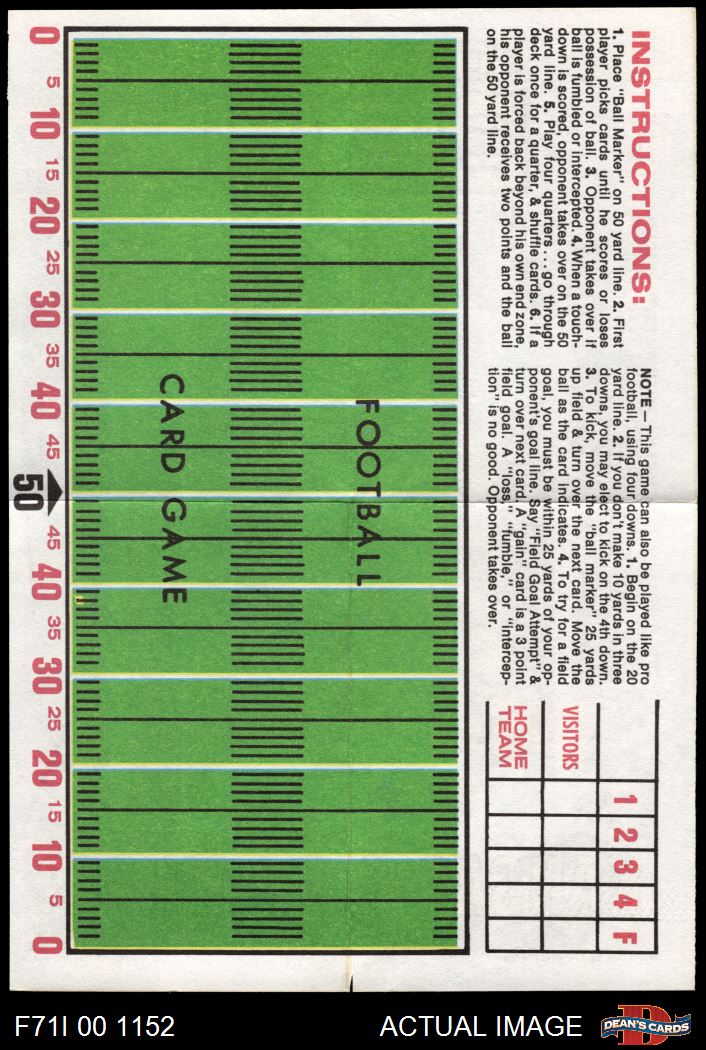 INSTRUCTIONS:
1. Place "Ball Marker" on 50 yard line. 2. First
player picks cards until he scores or loses
possession of ball. 3. Opponent takes over if
ball is fumbled or intercepted. 4. When a touch-
down is scored, opponent takes over on the 50
yard line. 5. Play four quarters . . . go through
deck once for a quarter, & shuffle cards. 6. If a
player is forced back beyond his own end zone,
his opponent receives two points and the ball
on the 50 yard line.
NOTE — This game can also be played like pro
football, using four downs. 1. Begin on the 20
yard line. 2. If you don't make 10 yards in three
downs, you may elect to kick on the 4th down.
3. To kick, move the "ball marker" 25 yards
up field & turn over the next card. Move the
ball as the card indicates. 4. To try for a field
goal, you must be within 25 yards of your op-
ponent's goal line. Say "Field Goal Attempt" &
turn over next card. A "gain" card is a 3 point
field goal. A "loss," "fumble," or "intercep-
tion" is no good. Opponent takes over.
1 2 3 4 F
VISITORS
HOME
TEAM
FOOTBALL
CARD GAME
0 5 10 15 20 25 30 35 40 45 50 45 40 35 30 25 20 15 10 5 0
F71I 00 1152
ACTUAL IMAGE
D
DEAN'S CARDS